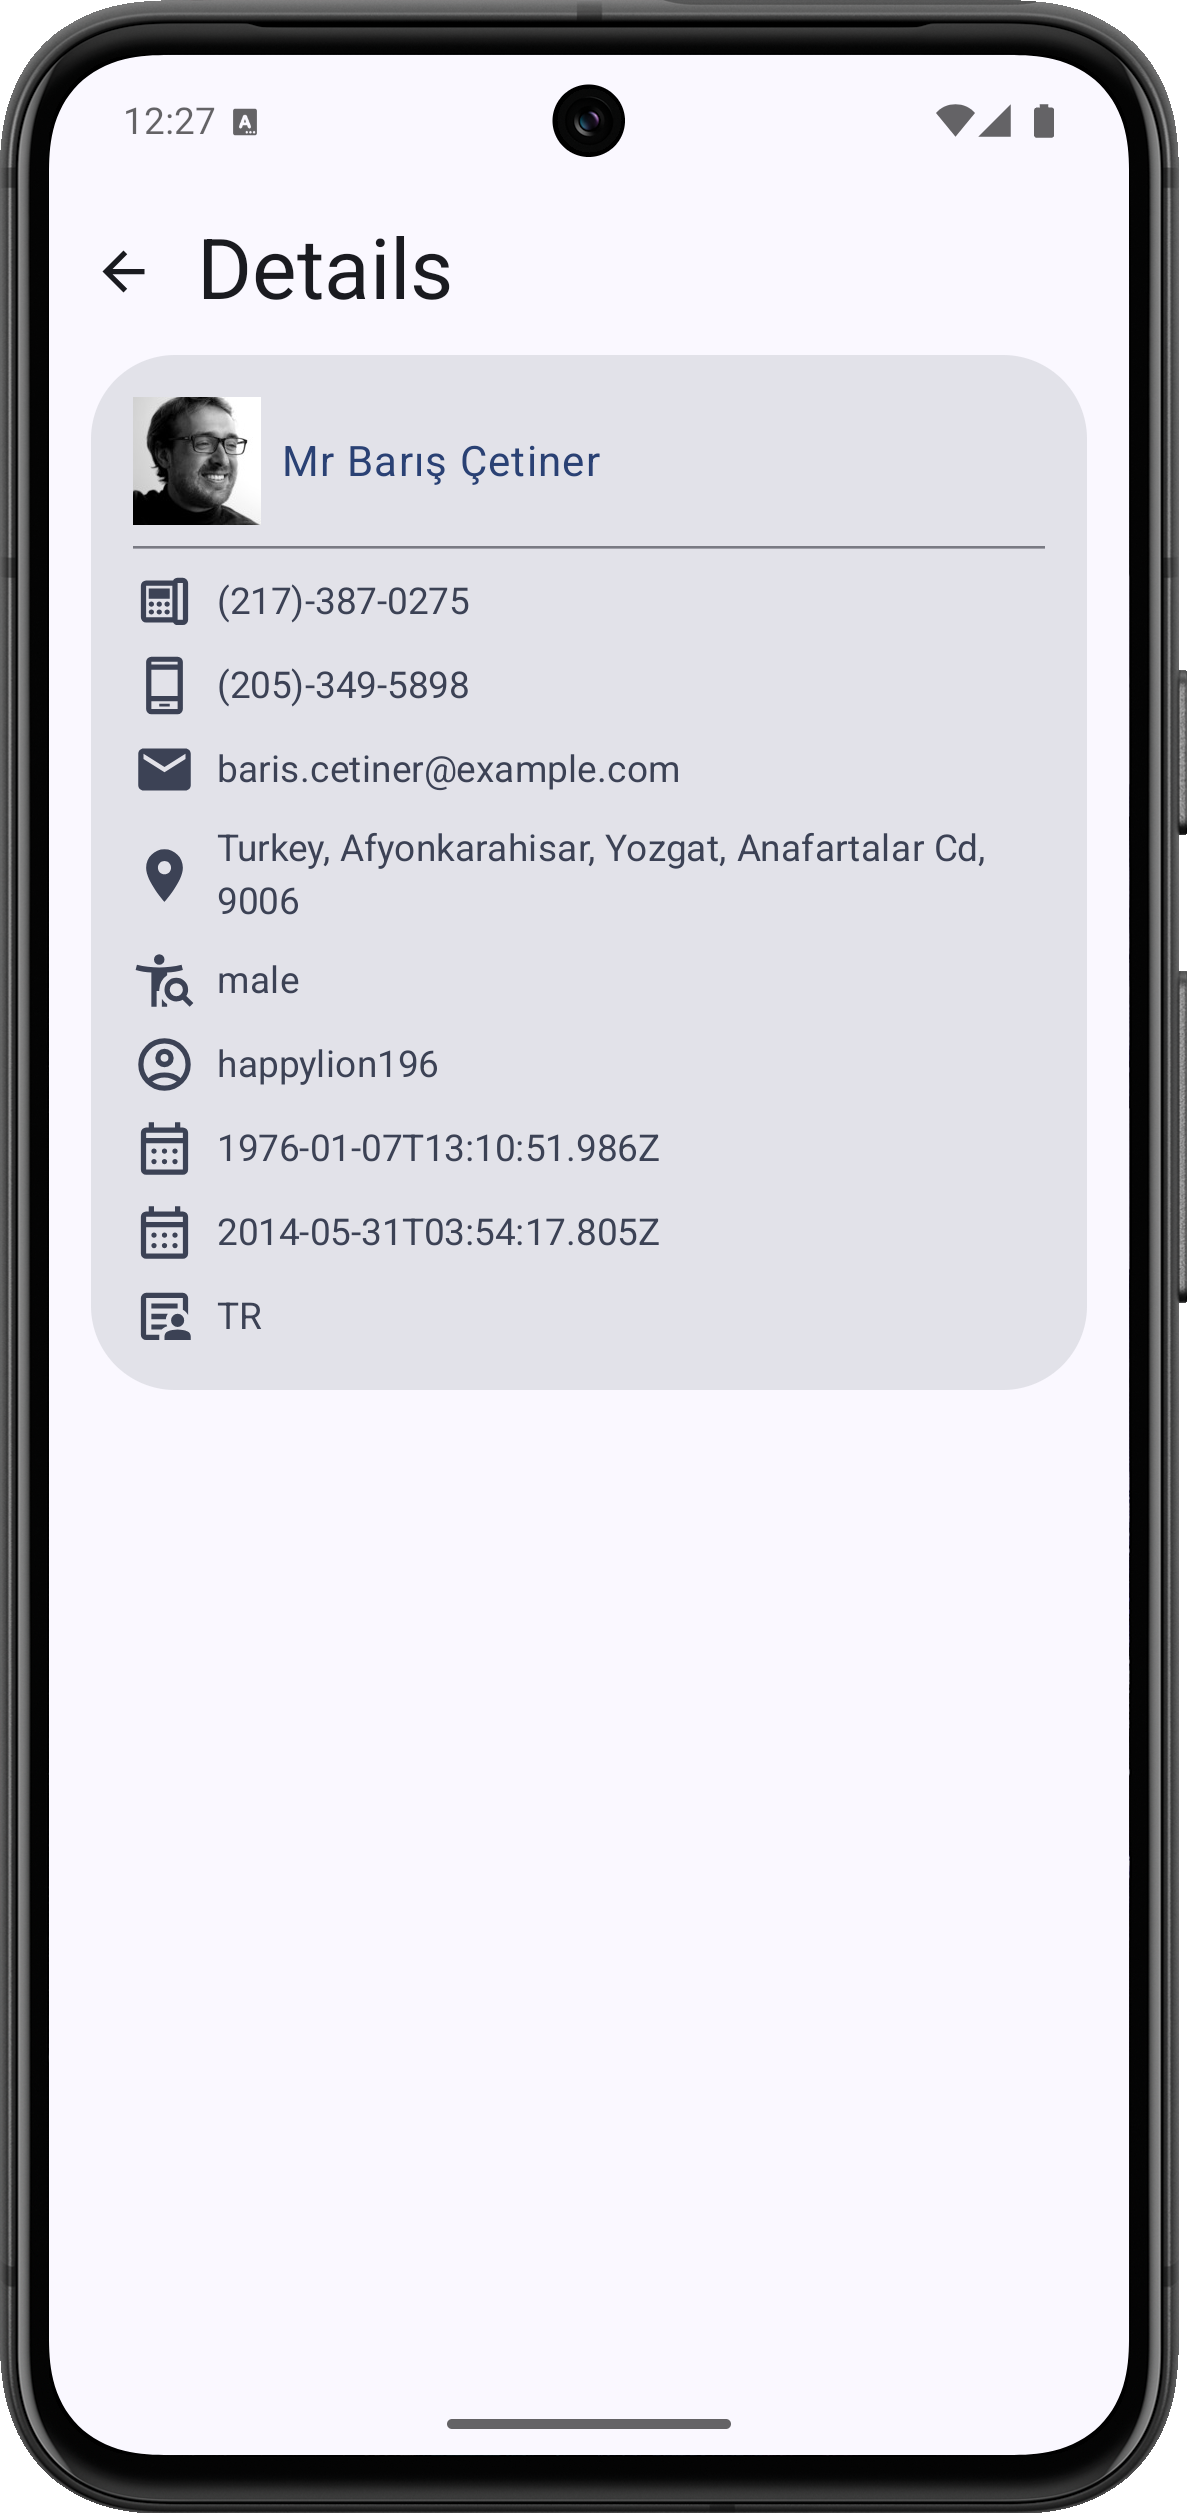 12:27
Details
Mr Barış Çetiner
(217)-387-0275
(205)-349-5898
baris.cetiner@example.com
Turkey, Afyonkarahisar, Yozgat, Anafartalar Cd,
9006
male
happylion196
1976-01-07T13:10:51.986Z
2014-05-31T03:54:17.805Z
TR